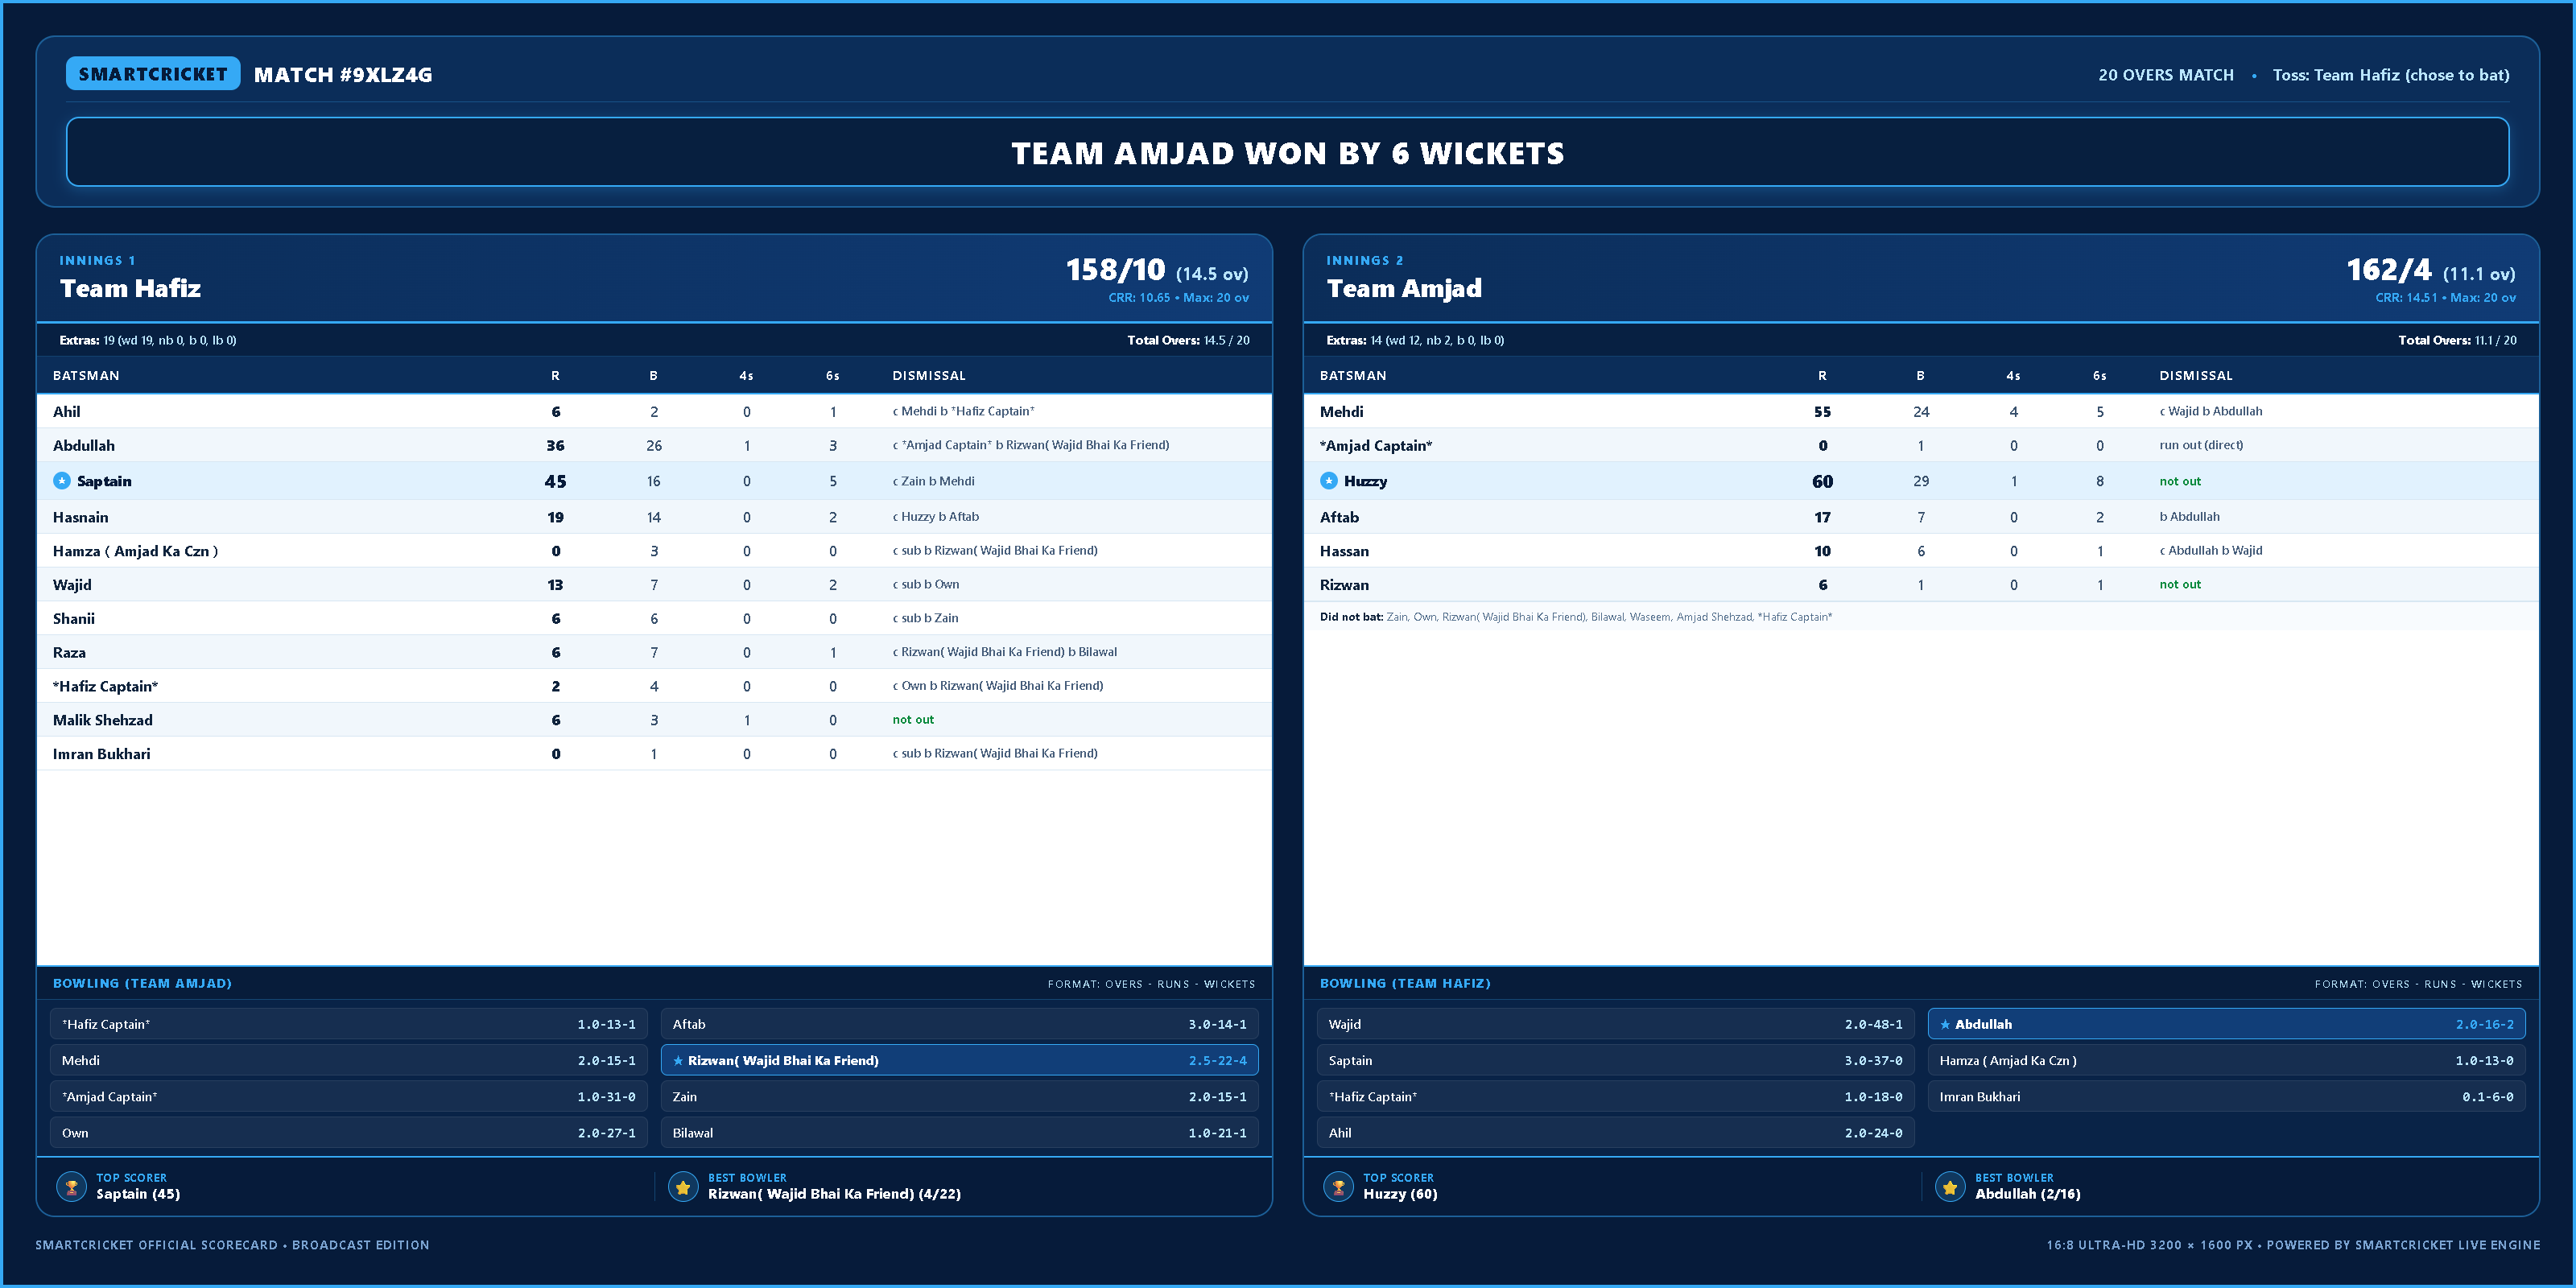 SMARTCRICKET MATCH #9XLZ4G 20 OVERS MATCH • Toss: Team Hafiz (chose to bat)
TEAM AMJAD WON BY 6 WICKETS
INNINGS 1
Team Hafiz
158/10 (14.5 ov)
CRR: 10.65 • Max: 20 ov
Extras: 19 (wd 19, nb 0, b 0, lb 0) Total Overs: 14.5 / 20
BATSMAN R B 4s 6s DISMISSAL
Ahil 6 2 0 1 c Mehdi b *Hafiz Captain*
Abdullah 36 26 1 3 c *Amjad Captain* b Rizwan( Wajid Bhai Ka Friend)
★ Saptain 45 16 0 5 c Zain b Mehdi
Hasnain 19 14 0 2 c Huzzy b Aftab
Hamza ( Amjad Ka Czn ) 0 3 0 0 c sub b Rizwan( Wajid Bhai Ka Friend)
Wajid 13 7 0 2 c sub b Own
Shanii 6 6 0 0 c sub b Zain
Raza 6 7 0 1 c Rizwan( Wajid Bhai Ka Friend) b Bilawal
*Hafiz Captain* 2 4 0 0 c Own b Rizwan( Wajid Bhai Ka Friend)
Malik Shehzad 6 3 1 0 not out
Imran Bukhari 0 1 0 0 c sub b Rizwan( Wajid Bhai Ka Friend)
BOWLING (TEAM AMJAD) FORMAT: OVERS - RUNS - WICKETS
*Hafiz Captain* 1.0-13-1 Aftab 3.0-14-1
Mehdi 2.0-15-1 ★ Rizwan( Wajid Bhai Ka Friend) 2.5-22-4
*Amjad Captain* 1.0-31-0 Zain 2.0-15-1
Own 2.0-27-1 Bilawal 1.0-21-1
TOP SCORER BEST BOWLER
Saptain (45) Rizwan( Wajid Bhai Ka Friend) (4/22)
INNINGS 2
Team Amjad
162/4 (11.1 ov)
CRR: 14.51 • Max: 20 ov
Extras: 14 (wd 12, nb 2, b 0, lb 0) Total Overs: 11.1 / 20
BATSMAN R B 4s 6s DISMISSAL
Mehdi 55 24 4 5 c Wajid b Abdullah
*Amjad Captain* 0 1 0 0 run out (direct)
★ Huzzy 60 29 1 8 not out
Aftab 17 7 0 2 b Abdullah
Hassan 10 6 0 1 c Abdullah b Wajid
Rizwan 6 1 0 1 not out
Did not bat: Zain, Own, Rizwan( Wajid Bhai Ka Friend), Bilawal, Waseem, Amjad Shehzad, *Hafiz Captain*
BOWLING (TEAM HAFIZ) FORMAT: OVERS - RUNS - WICKETS
Wajid 2.0-48-1 ★ Abdullah 2.0-16-2
Saptain 3.0-37-0 Hamza ( Amjad Ka Czn ) 1.0-13-0
*Hafiz Captain* 1.0-18-0 Imran Bukhari 0.1-6-0
Ahil 2.0-24-0
TOP SCORER BEST BOWLER
Huzzy (60) Abdullah (2/16)
SMARTCRICKET OFFICIAL SCORECARD • BROADCAST EDITION 16:8 ULTRA-HD 3200 × 1600 PX • POWERED BY SMARTCRICKET LIVE ENGINE